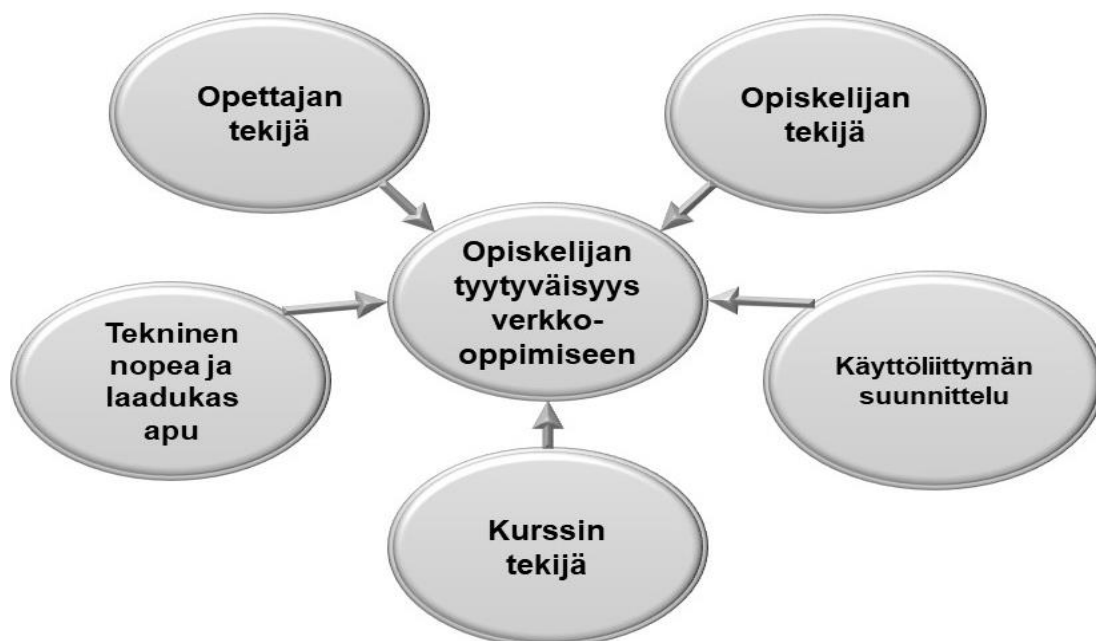 Opettajan
tekijä
Opiskelijan
tekijä
Opiskelijan
tyytyväisyys
verkko-
oppimiseen
Tekninen
nopea ja
laadukas
apu
Käyttöliittymän
suunnittelu
Kurssin
tekijä